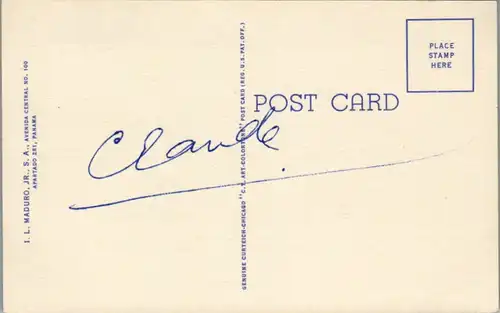 I. L. MADURO, JR., S. A., AVENIDA CENTRAL NO. 100
APARTADO 251, PANAMA
Claude
GENUINE CURTEICH-CHICAGO "C. T. ART-COLORTONE" POST CARD (REG. U.S. PAT. OFF.)
POST CARD
PLACE
STAMP
HERE